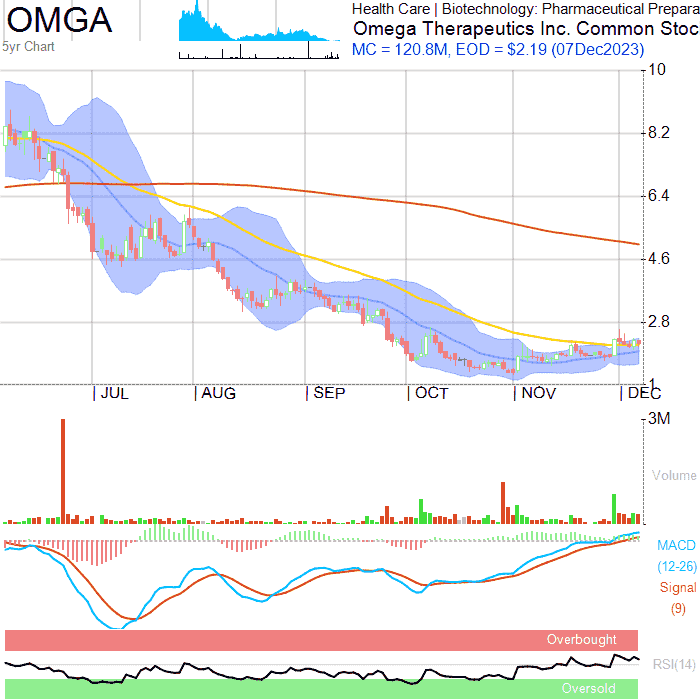 OMGA
5yr Chart
Health Care | Biotechnology: Pharmaceutical Prepara
Omega Therapeutics Inc. Common Stoc
MC = 120.8M, EOD = $2.19 (07Dec2023)
10
8.2
6.4
4.6
2.8
1
JUL
AUG
SEP
OCT
NOV
DEC
3M
Volume
MACD
(12-26)
Signal
(9)
Overbought
RSI(14)
Oversold